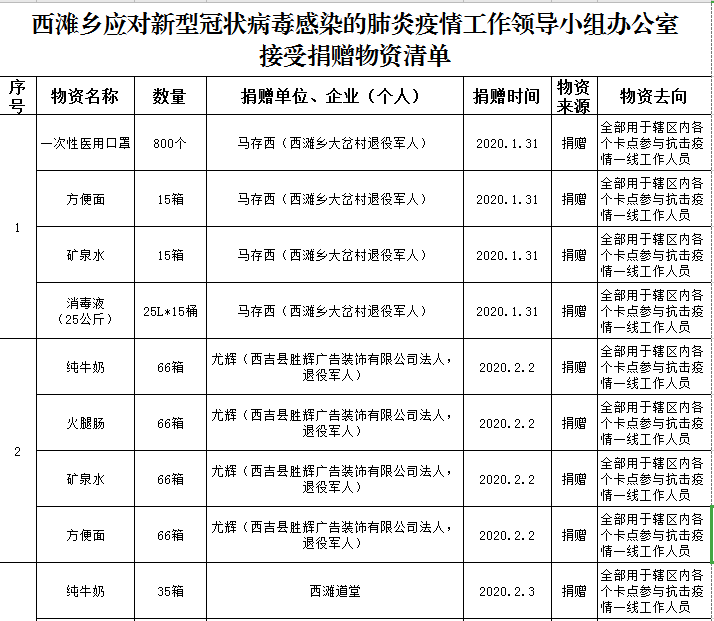 西滩乡应对新型冠状病毒感染的肺炎疫情工作领导小组办公室
接受捐赠物资清单
序号 物资名称 数量 捐赠单位、企业（个人） 捐赠时间 物资来源 物资去向
1
一次性医用口罩 800个 马存西（西滩乡大岔村退役军人） 2020.1.31 捐赠 全部用于辖区内各个卡点参与抗击疫情一线工作人员
方便面 15箱 马存西（西滩乡大岔村退役军人） 2020.1.31 捐赠 全部用于辖区内各个卡点参与抗击疫情一线工作人员
矿泉水 15箱 马存西（西滩乡大岔村退役军人） 2020.1.31 捐赠 全部用于辖区内各个卡点参与抗击疫情一线工作人员
消毒液（25公斤） 25L*15桶 马存西（西滩乡大岔村退役军人） 2020.1.31 捐赠 全部用于辖区内各个卡点参与抗击疫情一线工作人员
2
纯牛奶 66箱 尤辉（西吉县胜辉广告装饰有限公司法人，退役军人） 2020.2.2 捐赠 全部用于辖区内各个卡点参与抗击疫情一线工作人员
火腿肠 66箱 尤辉（西吉县胜辉广告装饰有限公司法人，退役军人） 2020.2.2 捐赠 全部用于辖区内各个卡点参与抗击疫情一线工作人员
矿泉水 66箱 尤辉（西吉县胜辉广告装饰有限公司法人，退役军人） 2020.2.2 捐赠 全部用于辖区内各个卡点参与抗击疫情一线工作人员
方便面 66箱 尤辉（西吉县胜辉广告装饰有限公司法人，退役军人） 2020.2.2 捐赠 全部用于辖区内各个卡点参与抗击疫情一线工作人员
纯牛奶 35箱 西滩道堂 2020.2.3 捐赠 全部用于辖区内各个卡点参与抗击疫情一线工作人员